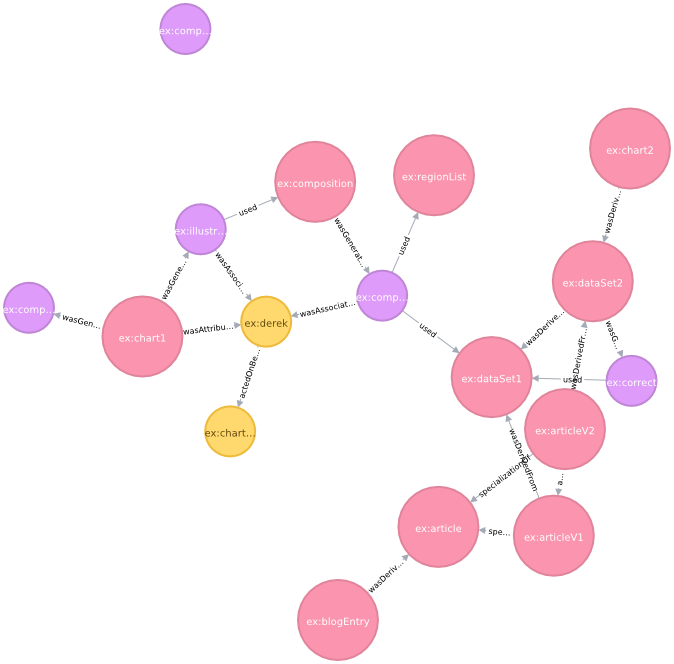 ex:comp...
ex:chart2
ex:composition
ex:regionList
wasDeriv...
used
ex:illustr...
wasGenerat...
used
wasAssoci...
wasGene...
ex:dataSet2
ex:comp...
ex:comp...
wasAssociat...
wasGen...
ex:derek
wasAttribu...
ex:chart1
used
wasDerive...
wasG...
wasDerivedFr...
actedOnBe...
ex:dataSet1
used
ex:correct
ex:chart...
ex:articleV2
wasDerivedFrom
specializationOf
a...
ex:article
spe...
ex:articleV1
wasDeriv...
ex:blogEntry